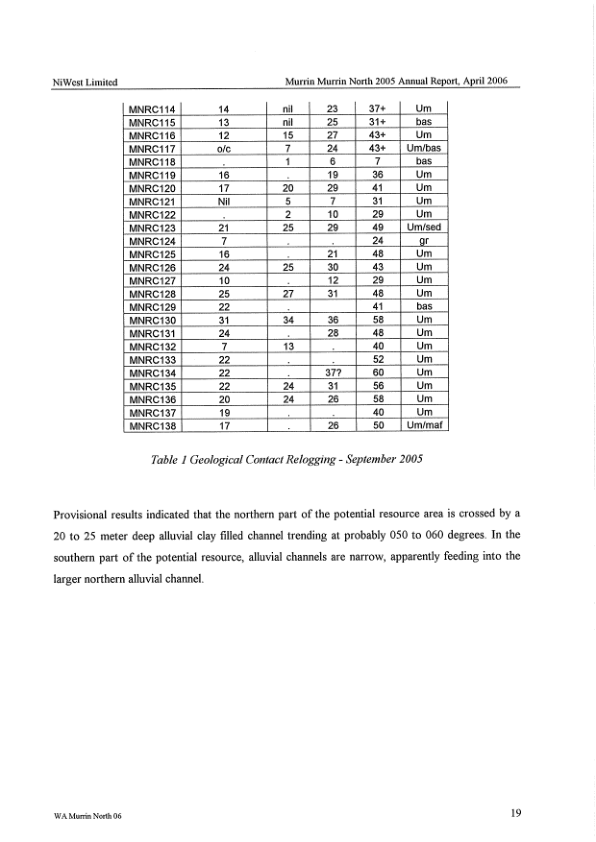 NiWest Limited Murrin Murrin North 2005 Annual Report, April 2006
MNRC114 14 nil 23 37+ Um
MNRC115 13 nil 25 31+ bas
MNRC116 12 15 27 43+ Um
MNRC117 o/c 7 24 43+ Um/bas
MNRC118 . 1 6 7 bas
MNRC119 16 . 19 36 Um
MNRC120 17 20 29 41 Um
MNRC121 Nil 5 7 31 Um
MNRC122 . 2 10 29 Um
MNRC123 21 25 29 49 Um/sed
MNRC124 7 . . 24 gr
MNRC125 16 . 21 48 Um
MNRC126 24 25 30 43 Um
MNRC127 10 . 12 29 Um
MNRC128 25 27 31 48 Um
MNRC129 22 . 41 bas
MNRC130 31 34 36 58 Um
MNRC131 24 . 28 48 Um
MNRC132 7 13 . 40 Um
MNRC133 22 . . 52 Um
MNRC134 22 . 37? 60 Um
MNRC135 22 24 31 56 Um
MNRC136 20 24 26 58 Um
MNRC137 19 . . 40 Um
MNRC138 17 . 26 50 Um/maf
Table 1 Geological Contact Relogging - September 2005
Provisional results indicated that the northern part of the potential resource area is crossed by a
20 to 25 meter deep alluvial clay filled channel trending at probably 050 to 060 degrees. In the
southern part of the potential resource, alluvial channels are narrow, apparently feeding into the
larger northern alluvial channel.
WA Murrin North 06 19